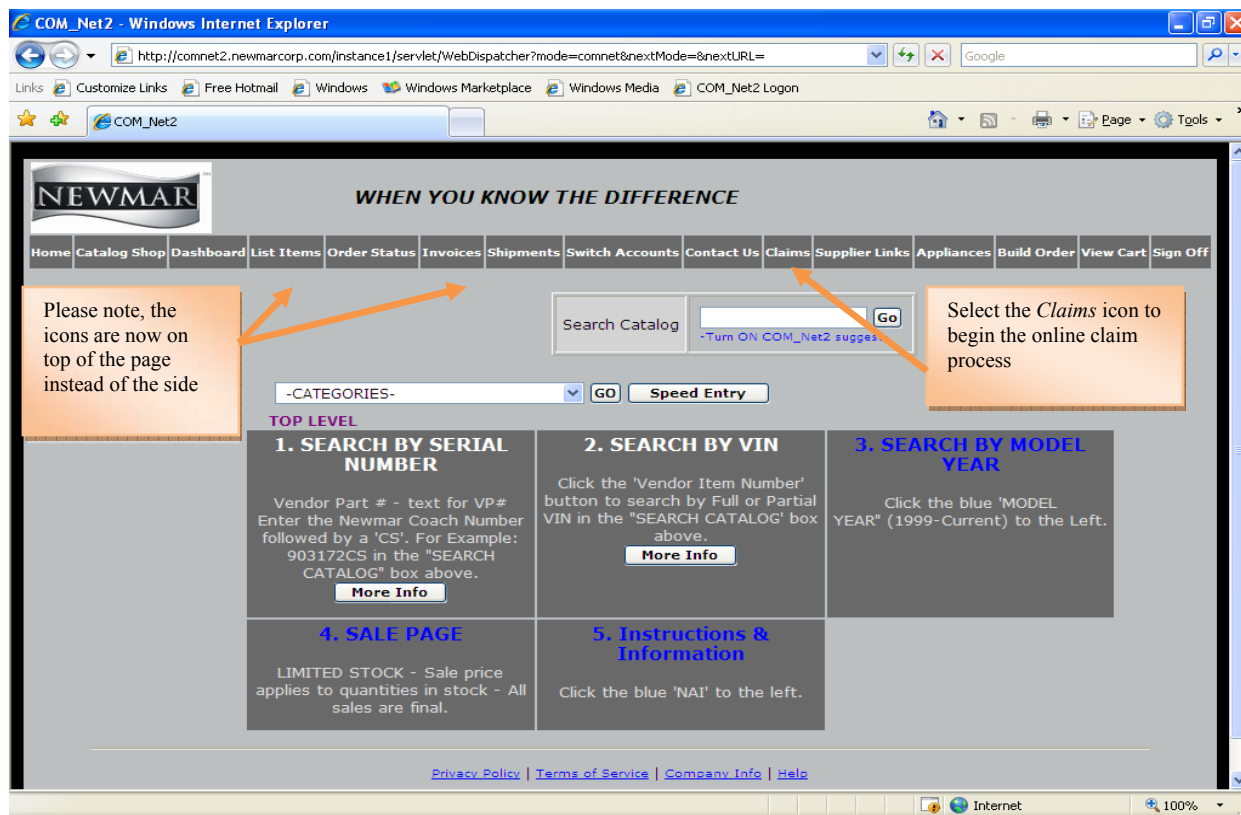 COM_Net2 - Windows Internet Explorer
http://comnet2.newmarcorp.com/instance1/servlet/WebDispatcher?mode=comnet&nextMode=&nextURL=
Google
Links Customize Links Free Hotmail Windows Windows Marketplace Windows Media COM_Net2 Logon
COM_Net2
Page Tools
NEWMAR
WHEN YOU KNOW THE DIFFERENCE
Home Catalog Shop Dashboard List Items Order Status Invoices Shipments Switch Accounts Contact Us Claims Supplier Links Appliances Build Order View Cart Sign Off
Please note, the
icons are now on
top of the page
instead of the side
Search Catalog
Go
-Turn ON COM_Net2
Select the Claims icon to
begin the online claim
process
-CATEGORIES- GO Speed Entry
TOP LEVEL
1. SEARCH BY SERIAL
NUMBER
Vendor Part # - text for VP#
Enter the Newmar Coach Number
followed by a 'CS'. For Example:
903172CS in the "SEARCH
CATALOG" box above.
More Info
2. SEARCH BY VIN
Click the 'Vendor Item Number'
button to search by Full or Partial
VIN in the "SEARCH CATALOG' box
above.
More Info
3. SEARCH BY MODEL
YEAR
Click the blue 'MODEL
YEAR" (1999-Current) to the Left.
4. SALE PAGE
LIMITED STOCK - Sale price
applies to quantities in stock - All
sales are final.
5. Instructions &
Information
Click the blue 'NAI' to the left.
Privacy Policy | Terms of Service | Company Info | Help
Internet
100%